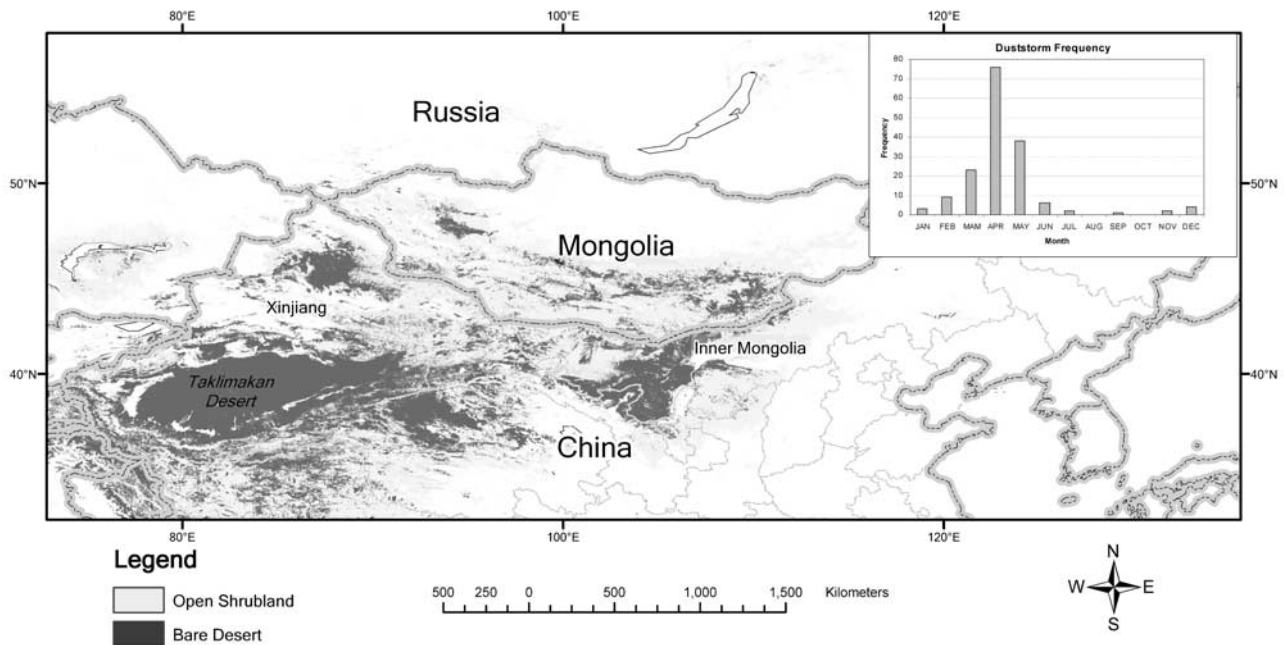 80°E 100°E 120°E
Duststorm Frequency
80
70
60
50
40
30
20
10
0
Frequency
JAN FEB MAM APR MAY JUN JUL AUG SEP OCT NOV DEC
Month
Russia
50°N 50°N
Mongolia
Xinjiang
Inner Mongolia
40°N 40°N
Taklimakan
Desert
China
80°E 100°E 120°E
Legend
Open Shrubland
Bare Desert
500 250 0 500 1,000 1,500 Kilometers
N
W E
S